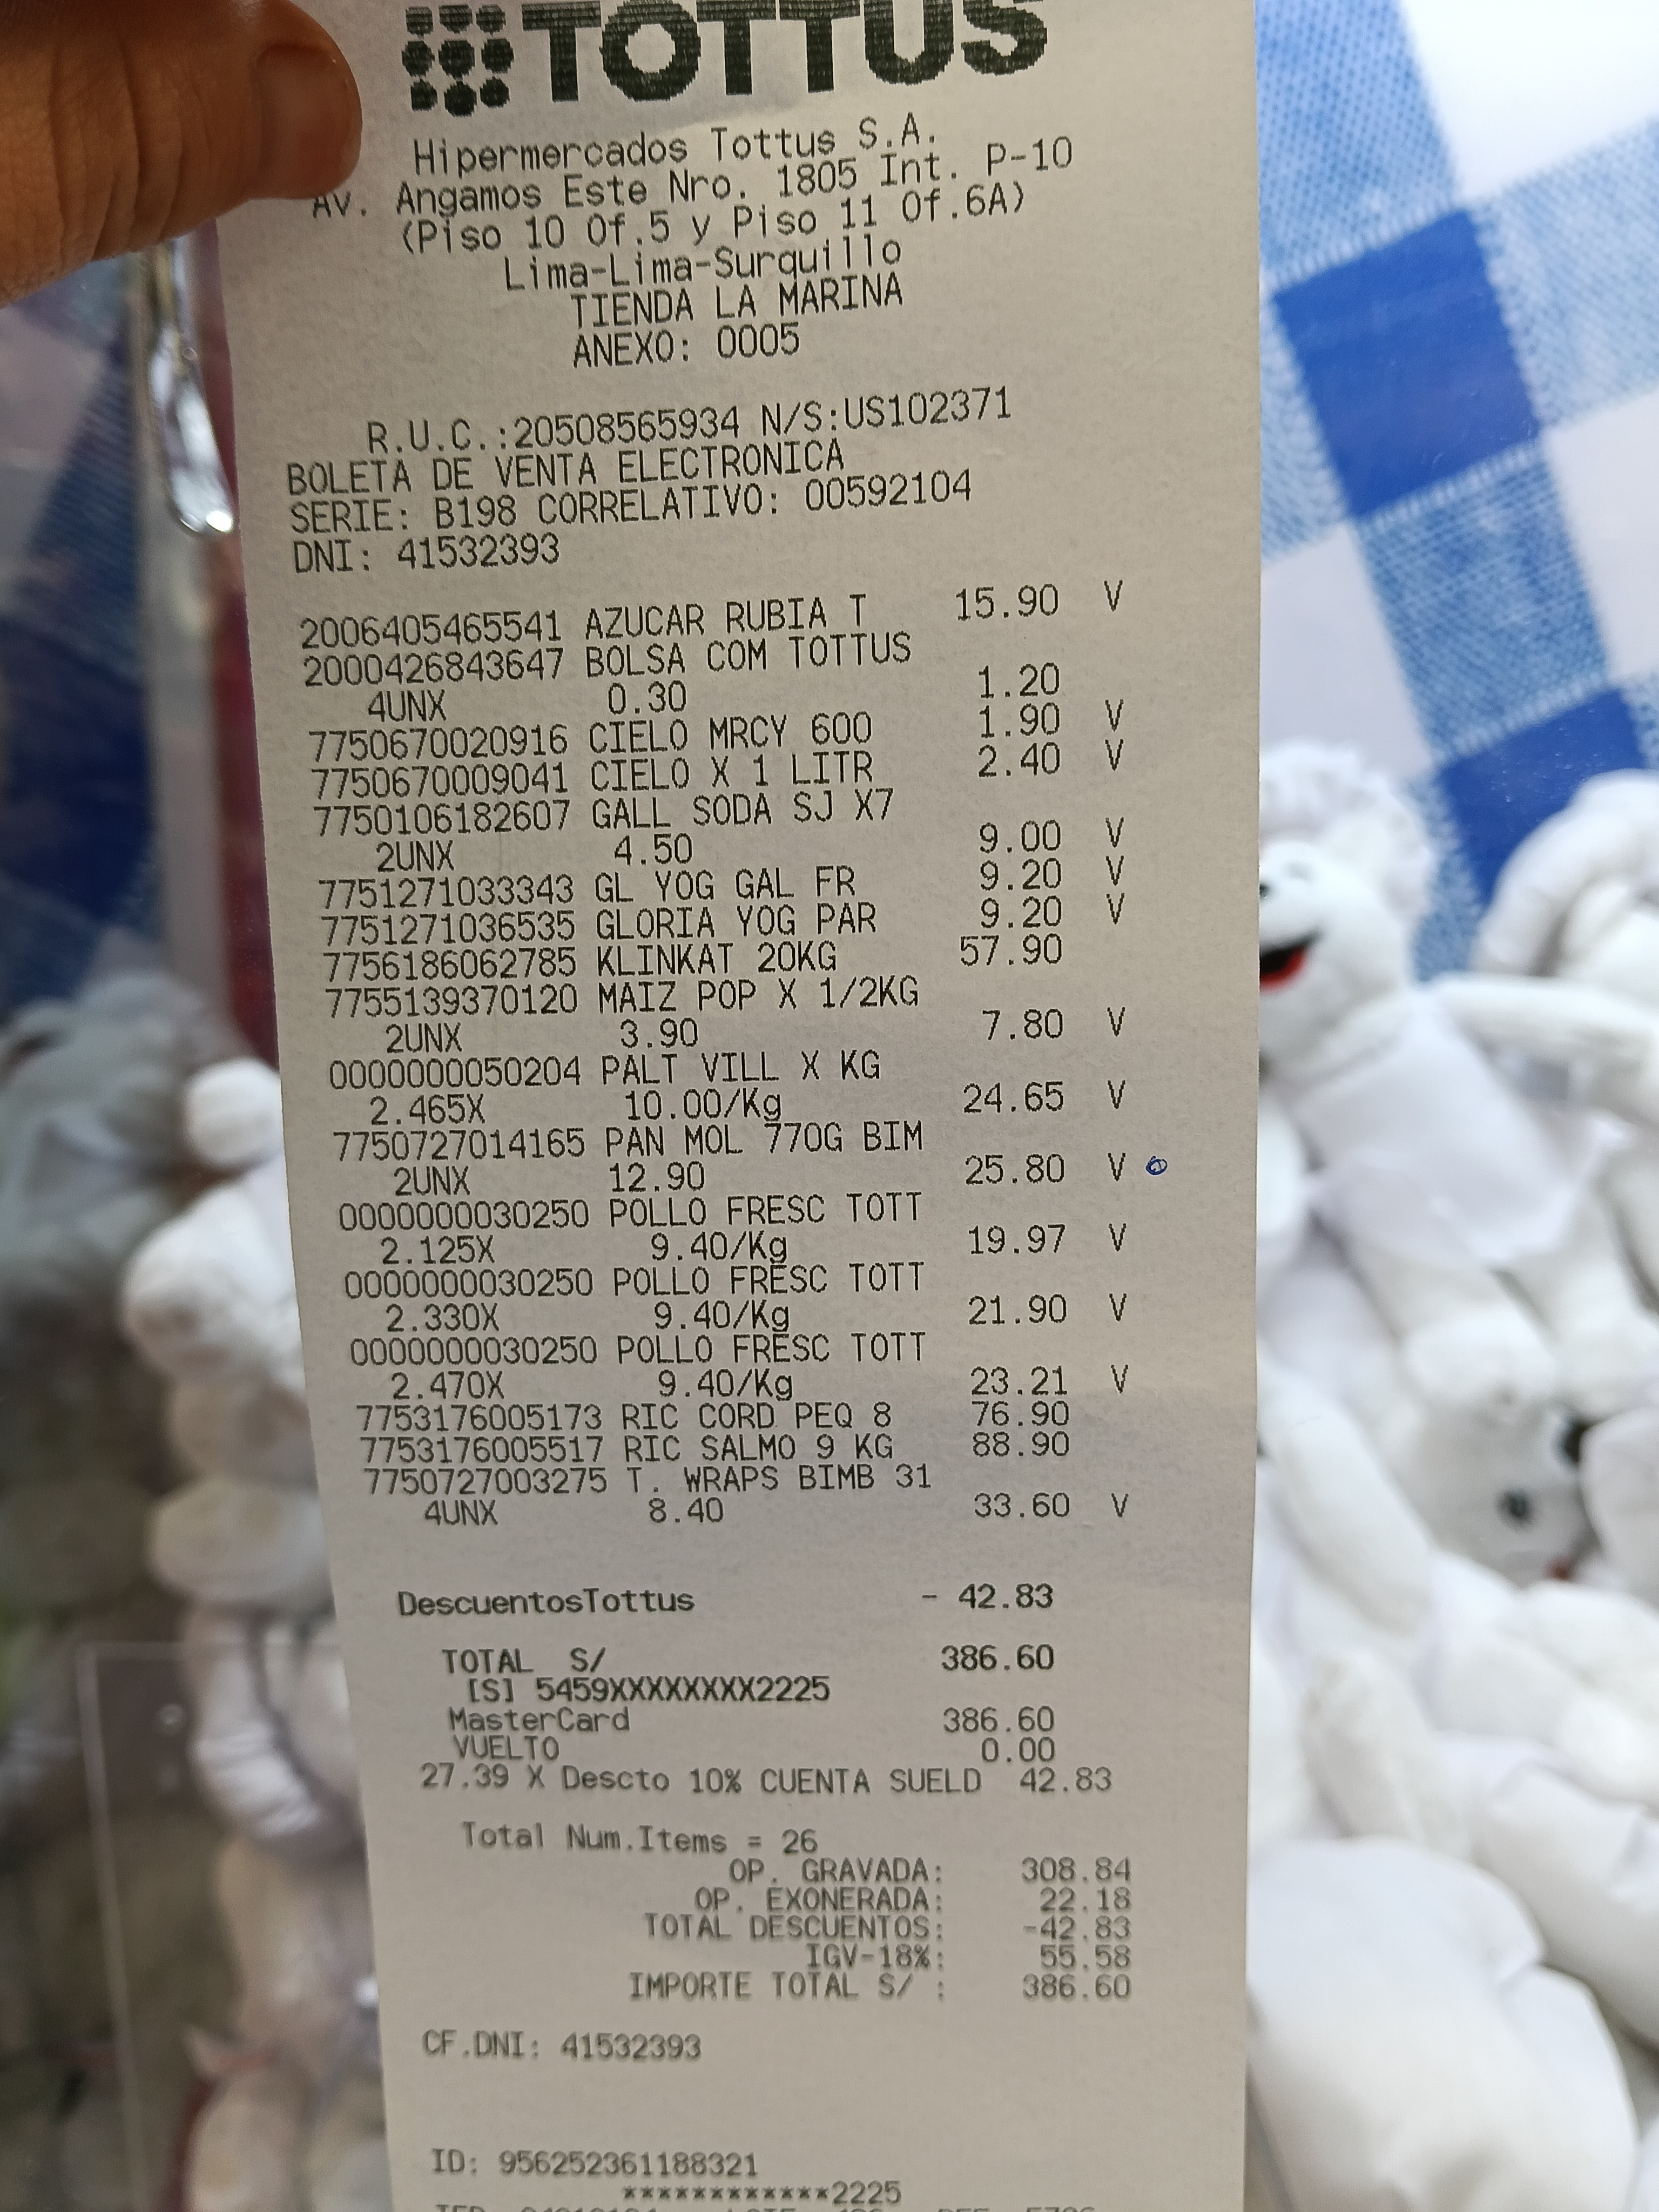 TOTTUS
Hipermercados Tottus S.A.
Av. Angamos Este Nro. 1805 Int. P-10
(Piso 10 Of.5 y Piso 11 Of.6A)
Lima-Lima-Surquillo
TIENDA LA MARINA
ANEXO: 0005
R.U.C.:20508565934 N/S:US102371
BOLETA DE VENTA ELECTRONICA
SERIE: B198 CORRELATIVO: 00592104
DNI: 41532393
2006405465541 AZUCAR RUBIA T 15.90 V
2000426843647 BOLSA COM TOTTUS
4UNX 0.30 1.20
7750670020916 CIELO MRCY 600 1.90 V
7750670009041 CIELO X 1 LITR 2.40 V
7750106182607 GALL SODA SJ X7
2UNX 4.50 9.00 V
7751271033343 GL YOG GAL FR 9.20 V
7751271036535 GLORIA YOG PAR 9.20 V
7756186062785 KLINKAT 20KG 57.90
7755139370120 MAIZ POP X 1/2KG
2UNX 3.90 7.80 V
0000000050204 PALT VILL X KG
2.465X 10.00/Kg 24.65 V
7750727014165 PAN MOL 770G BIM
2UNX 12.90 25.80 V
0000000030250 POLLO FRESC TOTT
2.125X 9.40/Kg 19.97 V
0000000030250 POLLO FRESC TOTT
2.330X 9.40/Kg 21.90 V
0000000030250 POLLO FRESC TOTT
2.470X 9.40/Kg 23.21 V
7753176005173 RIC CORD PEQ 8 76.90
7753176005517 RIC SALMO 9 KG 88.90
7750727003275 T. WRAPS BIMB 31
4UNX 8.40 33.60 V
DescuentosTottus - 42.83
TOTAL S/ 386.60
[S] 5459XXXXXXXX2225
MasterCard 386.60
VUELTO 0.00
27.39 X Descto 10% CUENTA SUELD 42.83
Total Num.Items = 26
OP. GRAVADA: 308.84
OP. EXONERADA: 22.18
TOTAL DESCUENTOS: -42.83
IGV-18%: 55.58
IMPORTE TOTAL S/ : 386.60
CF.DNI: 41532393
ID: 956252361188321
************2225